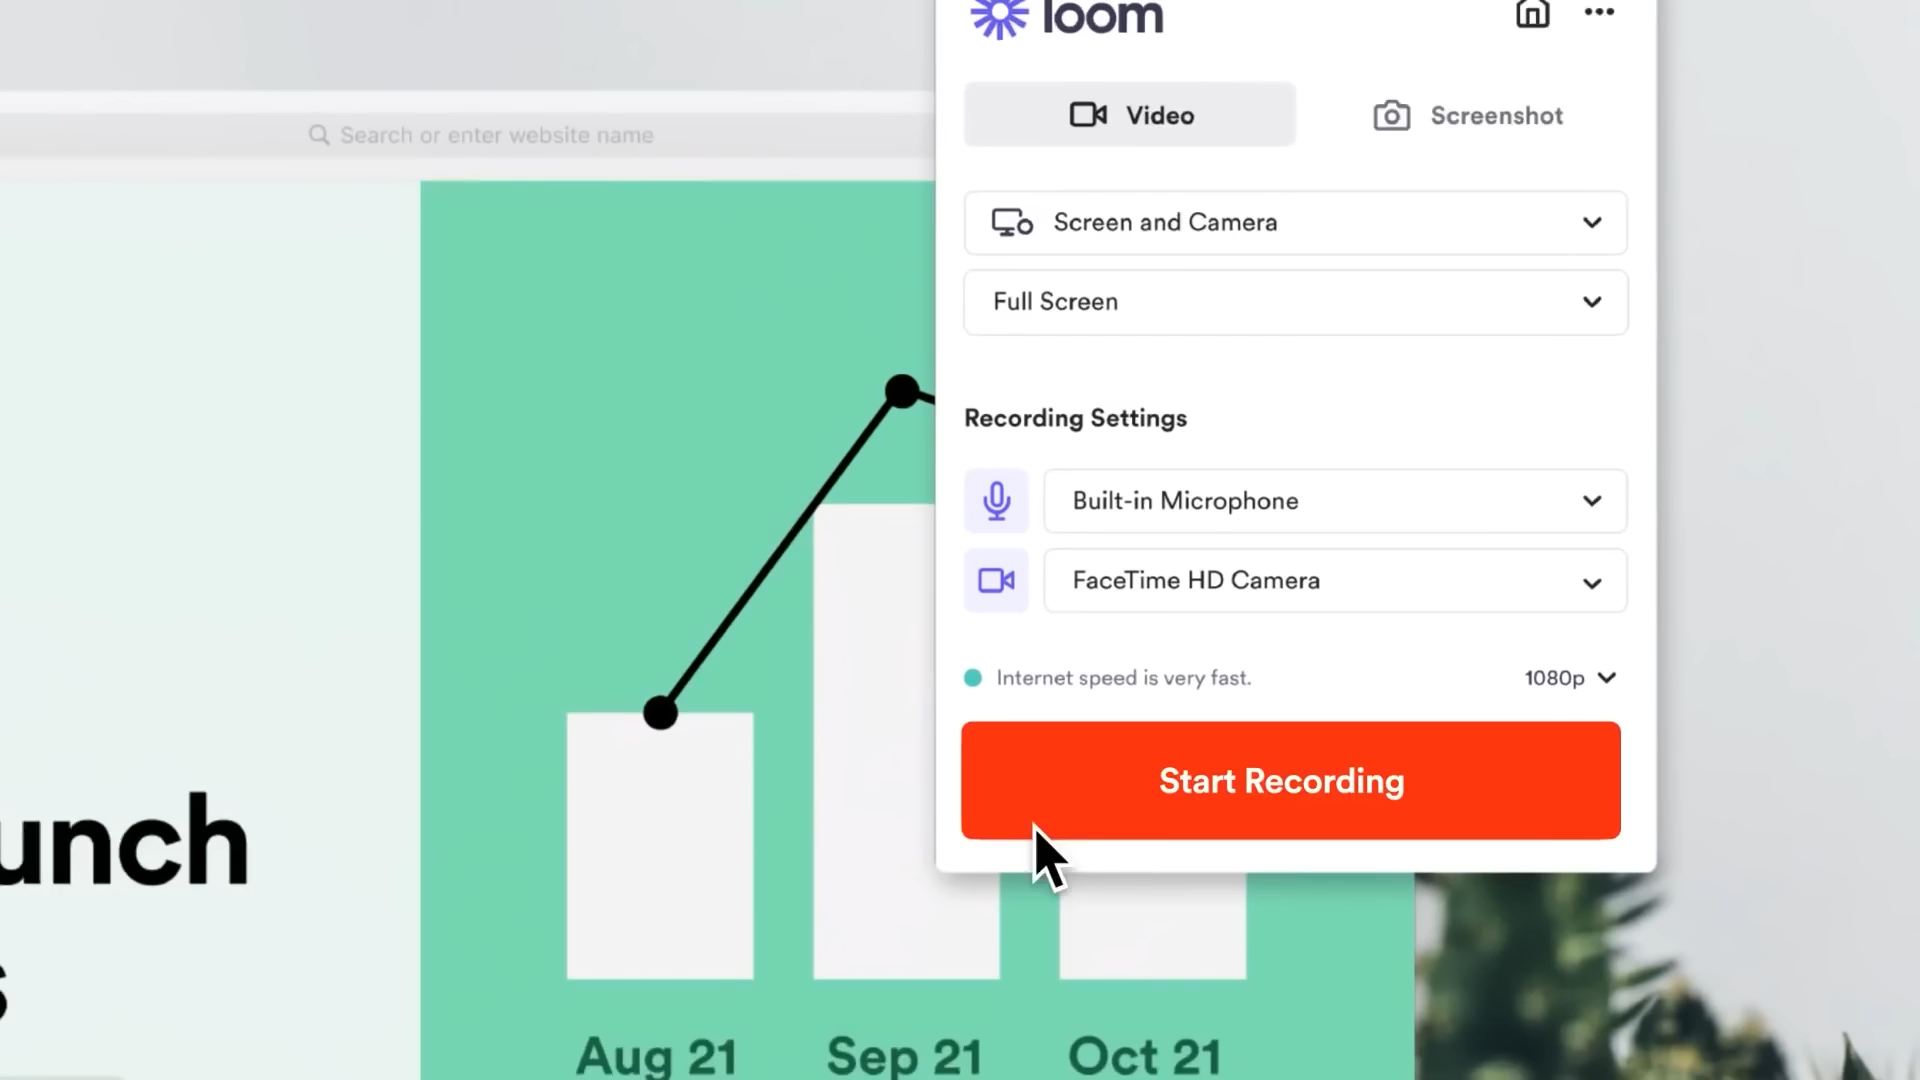 loom
Video
Screenshot
Search or enter website name
Screen and Camera
Full Screen
Recording Settings
Built-in Microphone
FaceTime HD Camera
Internet speed is very fast.
1080p
Start Recording
unch
s
Aug 21
Sep 21
Oct 21